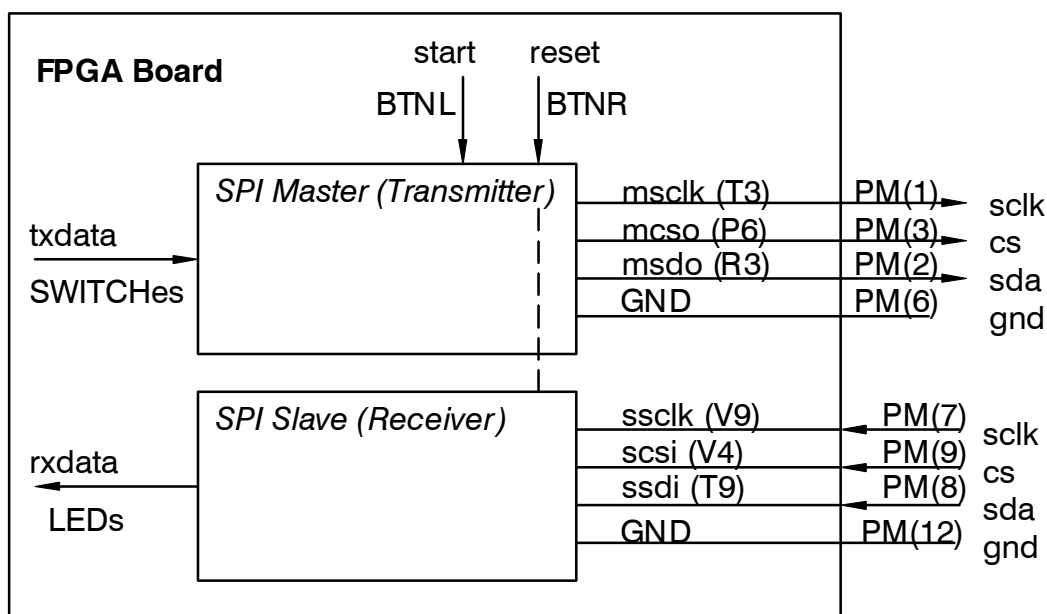 FPGA Board
start reset
BTNL BTNR
SPI Master (Transmitter)
txdata
SWITCHes
msclk (T3) PM(1) sclk
mcso (P6) PM(3) cs
msdo (R3) PM(2) sda
GND PM(6) gnd
SPI Slave (Receiver)
rxdata
LEDs
ssclk (V9) PM(7) sclk
scsi (V4) PM(9) cs
ssdi (T9) PM(8) sda
GND PM(12) gnd